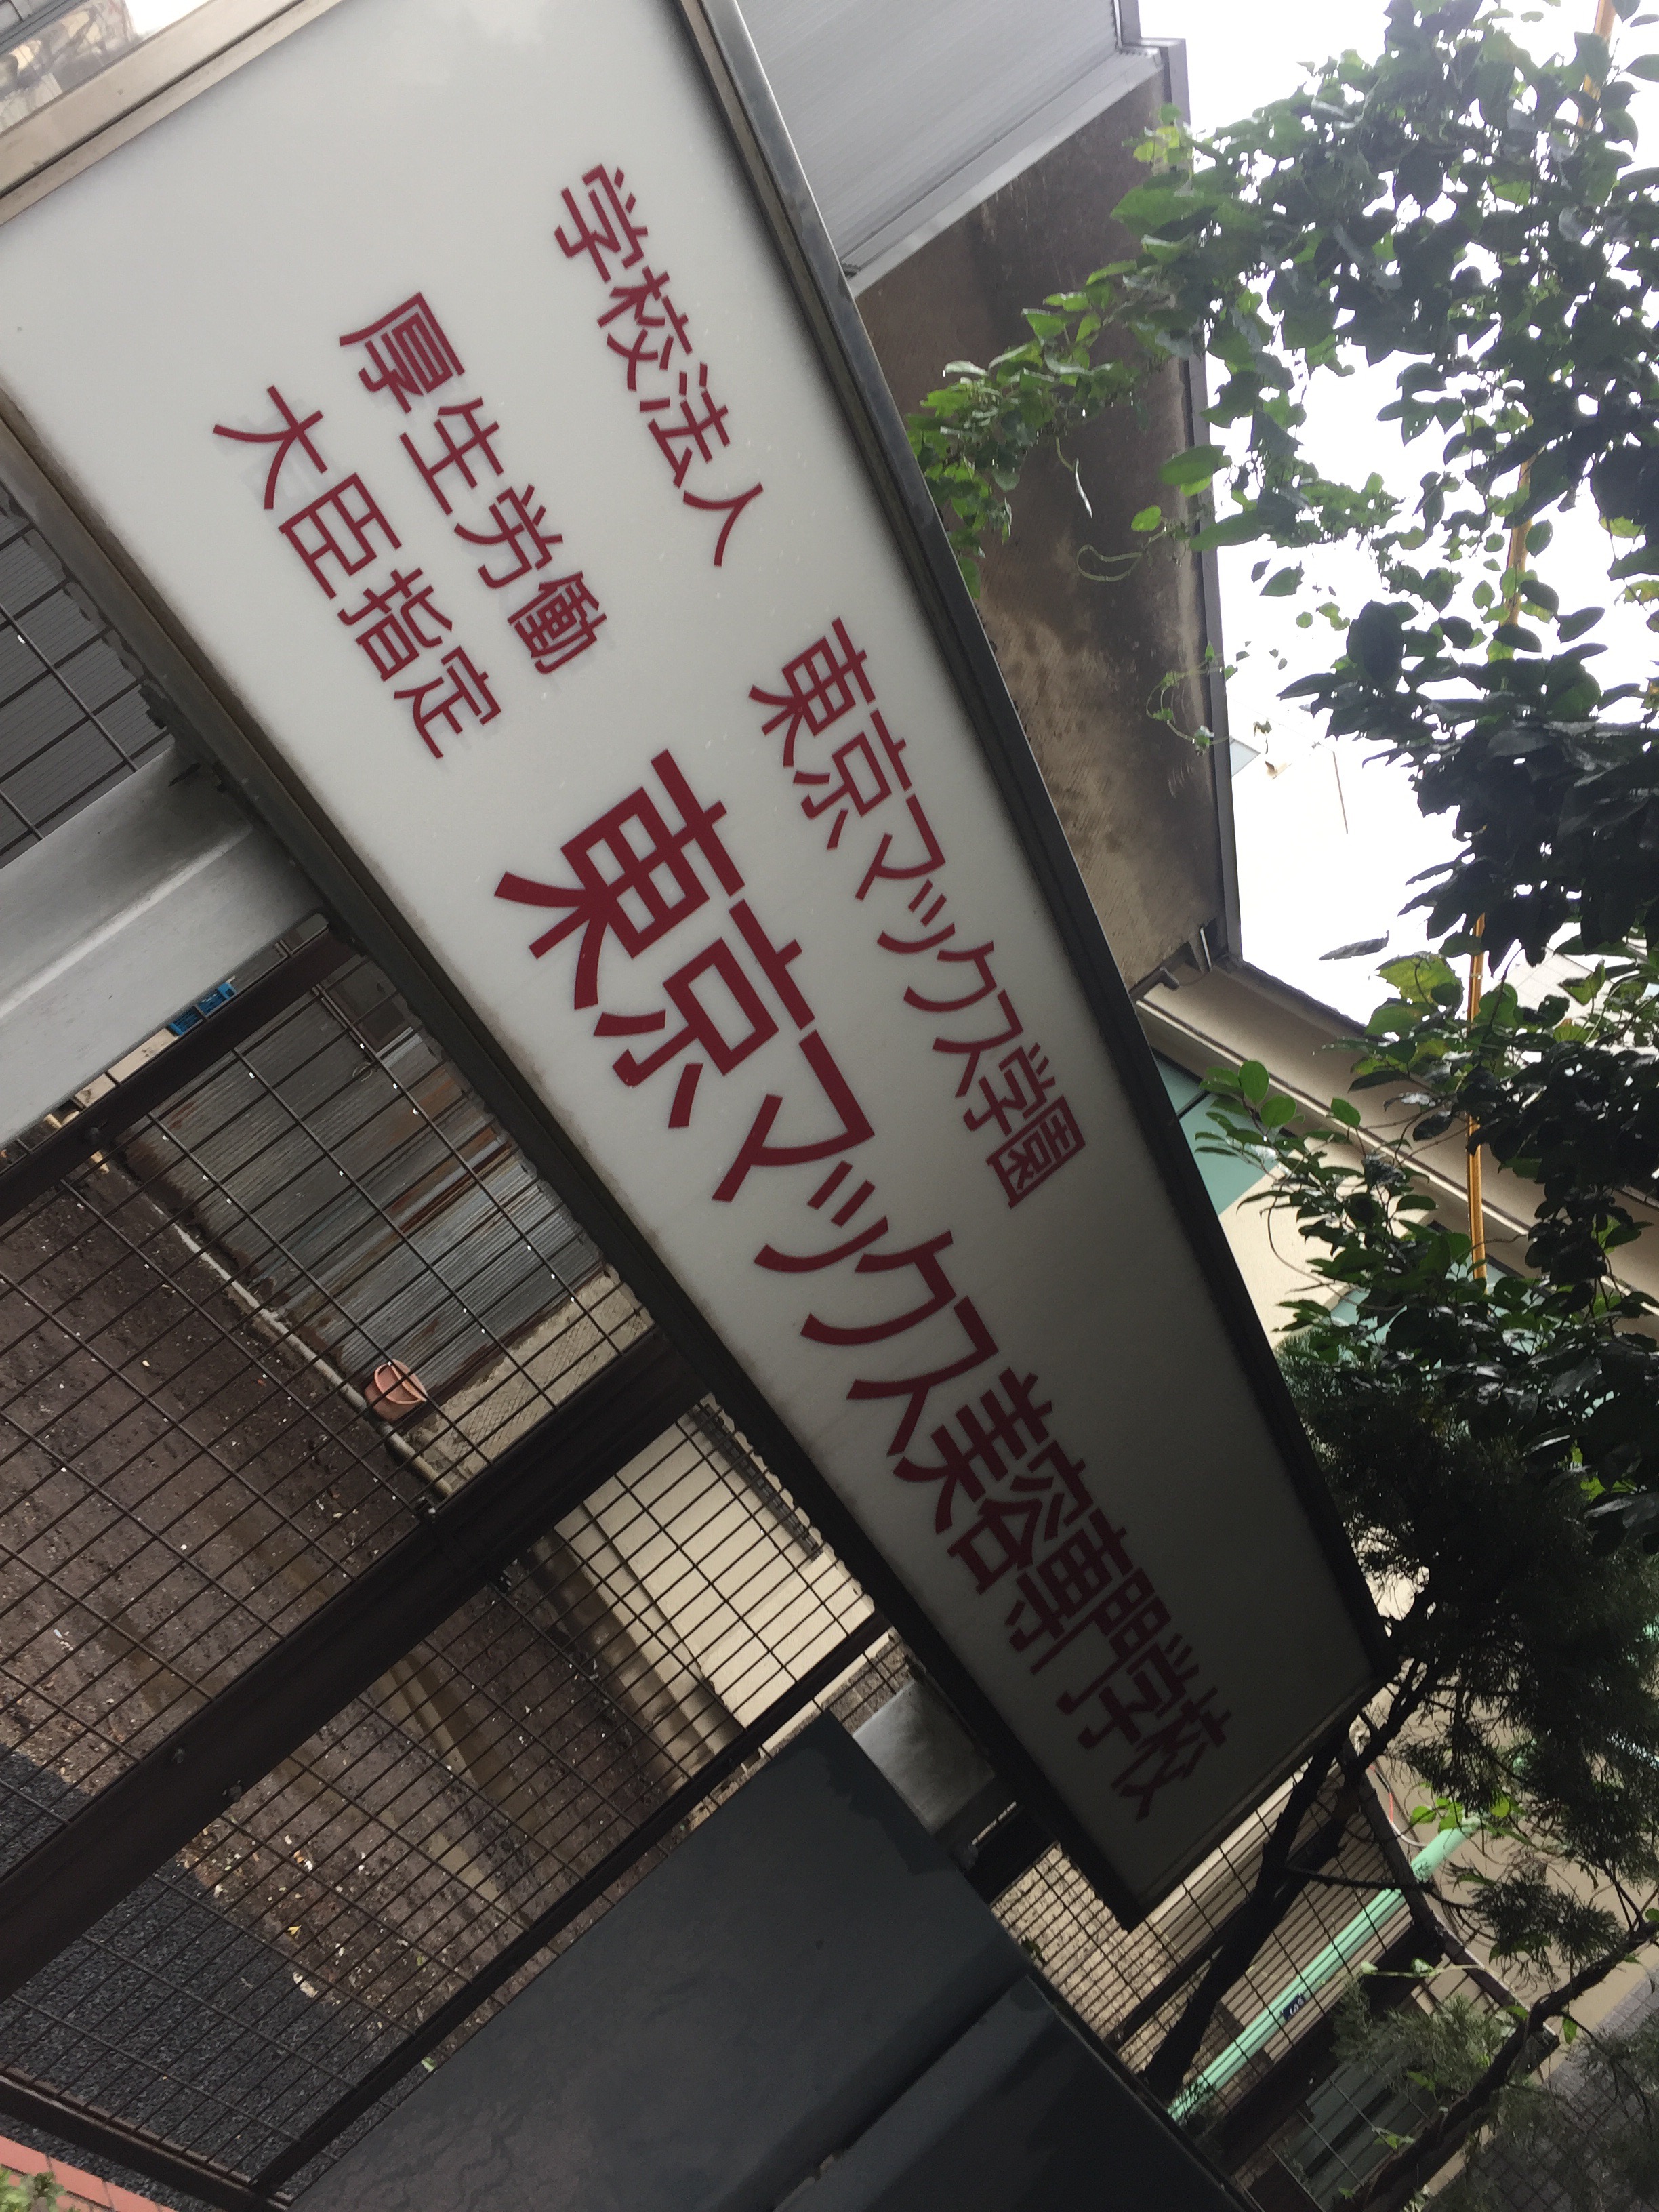 学校法人 東京マックス学園
厚生労働
大臣指定
東京マックス美容専門学校